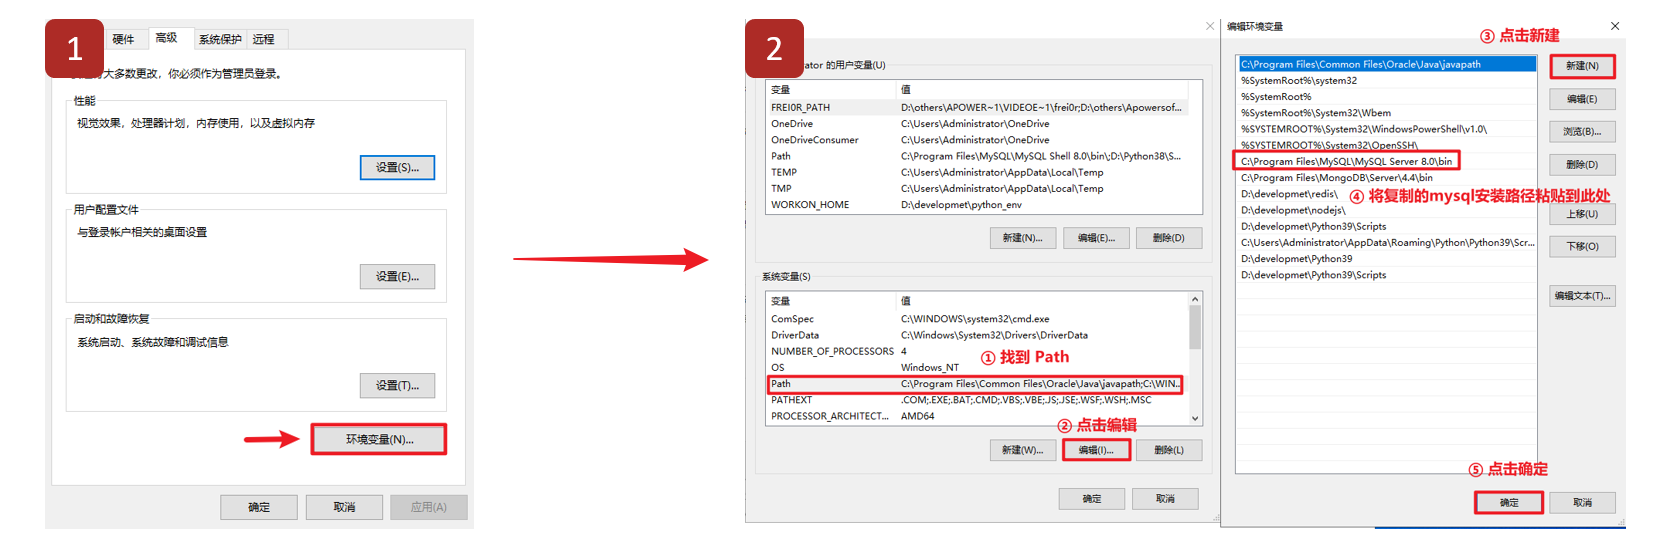 1
硬件 高级 系统保护 远程
大多数更改，你必须作为管理员登录。
性能
视觉效果，处理器计划，内存使用，以及虚拟内存
设置(S)...
用户配置文件
与登录帐户相关的桌面设置
设置(E)...
启动和故障恢复
系统启动、系统故障和调试信息
设置(T)...
环境变量(N)...
确定 取消 应用(A)
2
ator 的用户变量(U)
变量 值
FREI0R_PATH D:\others\APOWER~1\VIDEOE~1\frei0r;D:\others\Apowersof...
OneDrive C:\Users\Administrator\OneDrive
OneDriveConsumer C:\Users\Administrator\OneDrive
Path C:\Program Files\MySQL\MySQL Shell 8.0\bin\;D:\Python38\S...
TEMP C:\Users\Administrator\AppData\Local\Temp
TMP C:\Users\Administrator\AppData\Local\Temp
WORKON_HOME D:\developmet\python_env
新建(N)... 编辑(E)... 删除(D)
系统变量(S)
变量 值
ComSpec C:\WINDOWS\system32\cmd.exe
DriverData C:\Windows\System32\Drivers\DriverData
NUMBER_OF_PROCESSORS 4
① 找到 Path
OS Windows_NT
Path C:\Program Files\Common Files\Oracle\Java\javapath;C:\WIN...
PATHEXT .COM;.EXE;.BAT;.CMD;.VBS;.VBE;.JS;.JSE;.WSF;.WSH;.MSC
PROCESSOR_ARCHITECT... AMD64
② 点击编辑
新建(W)... 编辑(I)... 删除(L)
确定 取消
编辑环境变量
③ 点击新建
C:\Program Files\Common Files\Oracle\Java\javapath
%SystemRoot%\system32
%SystemRoot%
%SystemRoot%\System32\Wbem
%SYSTEMROOT%\System32\WindowsPowerShell\v1.0\
%SYSTEMROOT%\System32\OpenSSH\
C:\Program Files\MySQL\MySQL Server 8.0\bin
C:\Program Files\MongoDB\Server\4.4\bin
D:\developmet\redis\
④ 将复制的mysql安装路径粘贴到此处
D:\developmet\nodejs\
D:\developmet\Python39\Scripts
C:\Users\Administrator\AppData\Roaming\Python\Python39\Scr...
D:\developmet\Python39
D:\developmet\Python39\Scripts
新建(N)
编辑(E)
浏览(B)...
删除(D)
上移(U)
下移(O)
编辑文本(T)...
⑤ 点击确定
确定 取消